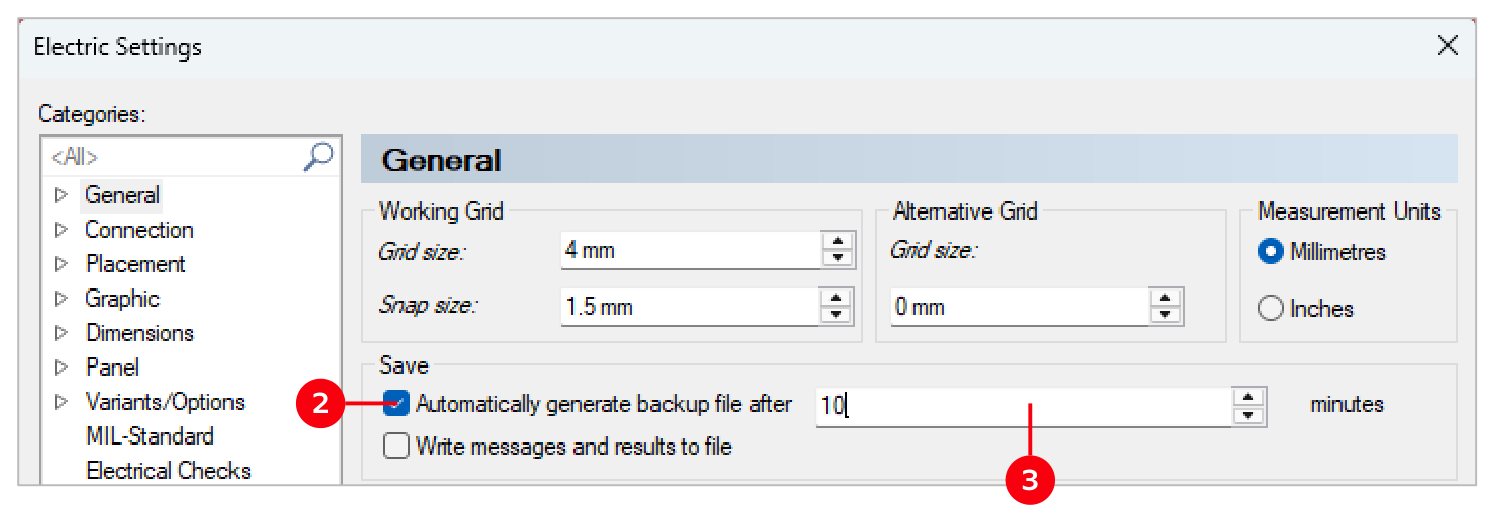 Electric Settings
Categories:
<All>
General
Connection
Placement
Graphic
Dimensions
Panel
Variants/Options
MIL-Standard
Electrical Checks
General
Working Grid
Grid size: 4 mm
Snap size: 1.5 mm
Alternative Grid
Grid size:
0 mm
Measurement Units
Millimetres
Inches
Save
2 Automatically generate backup file after 10 minutes
Write messages and results to file
3